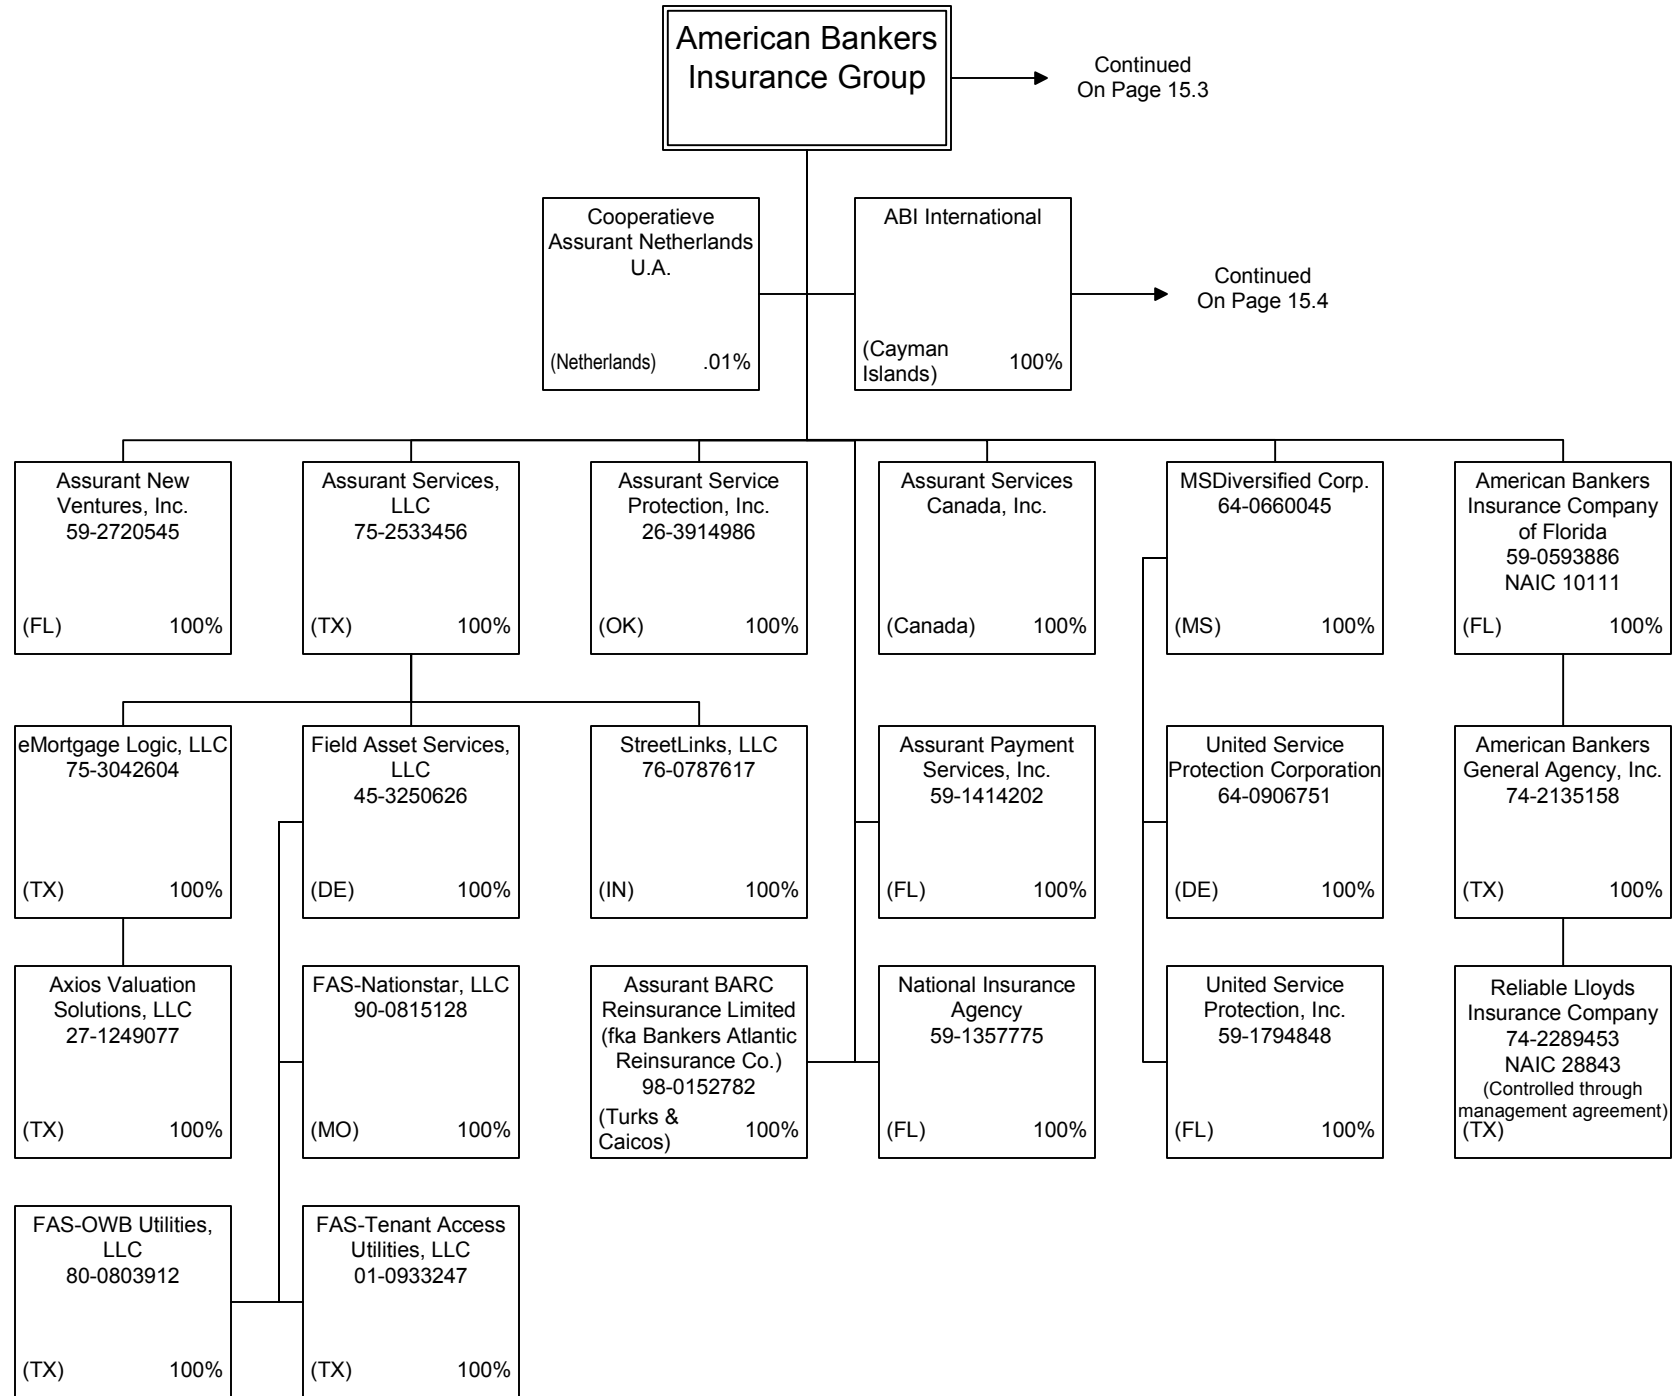 American Bankers
Insurance Group
Continued
On Page 15.3
Cooperatieve
Assurant Netherlands
U.A.
(Netherlands) .01%
ABI International
(Cayman
Islands) 100%
Continued
On Page 15.4
Assurant New
Ventures, Inc.
59-2720545
(FL) 100%
Assurant Services,
LLC
75-2533456
(TX) 100%
Assurant Service
Protection, Inc.
26-3914986
(OK) 100%
Assurant Services
Canada, Inc.
(Canada) 100%
MSDiversified Corp.
64-0660045
(MS) 100%
American Bankers
Insurance Company
of Florida
59-0593886
NAIC 10111
(FL) 100%
eMortgage Logic, LLC
75-3042604
(TX) 100%
Field Asset Services,
LLC
45-3250626
(DE) 100%
StreetLinks, LLC
76-0787617
(IN) 100%
Assurant Payment
Services, Inc.
59-1414202
(FL) 100%
United Service
Protection Corporation
64-0906751
(DE) 100%
American Bankers
General Agency, Inc.
74-2135158
(TX) 100%
Axios Valuation
Solutions, LLC
27-1249077
(TX) 100%
FAS-Nationstar, LLC
90-0815128
(MO) 100%
Assurant BARC
Reinsurance Limited
(fka Bankers Atlantic
Reinsurance Co.)
98-0152782
(Turks &
Caicos) 100%
National Insurance
Agency
59-1357775
(FL) 100%
United Service
Protection, Inc.
59-1794848
(FL) 100%
Reliable Lloyds
Insurance Company
74-2289453
NAIC 28843
(Controlled through
management agreement)
(TX)
FAS-OWB Utilities,
LLC
80-0803912
(TX) 100%
FAS-Tenant Access
Utilities, LLC
01-0933247
(TX) 100%